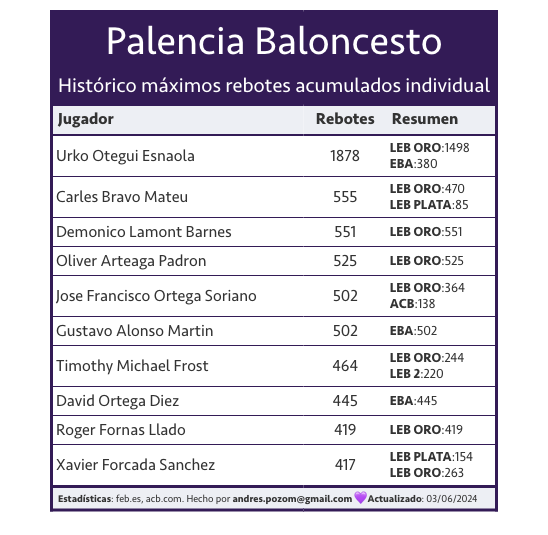 Palencia Baloncesto
Histórico máximos rebotes acumulados individual
Jugador Rebotes Resumen
Urko Otegui Esnaola 1878 LEB ORO:1498
EBA:380
Carles Bravo Mateu 555 LEB ORO:470
LEB PLATA:85
Demonico Lamont Barnes 551 LEB ORO:551
Oliver Arteaga Padron 525 LEB ORO:525
Jose Francisco Ortega Soriano 502 LEB ORO:364
ACB:138
Gustavo Alonso Martin 502 EBA:502
Timothy Michael Frost 464 LEB ORO:244
LEB 2:220
David Ortega Diez 445 EBA:445
Roger Fornas Llado 419 LEB ORO:419
Xavier Forcada Sanchez 417 LEB PLATA:154
LEB ORO:263
Estadísticas: feb.es, acb.com. Hecho por andres.pozom@gmail.com 💜Actualizado: 03/06/2024